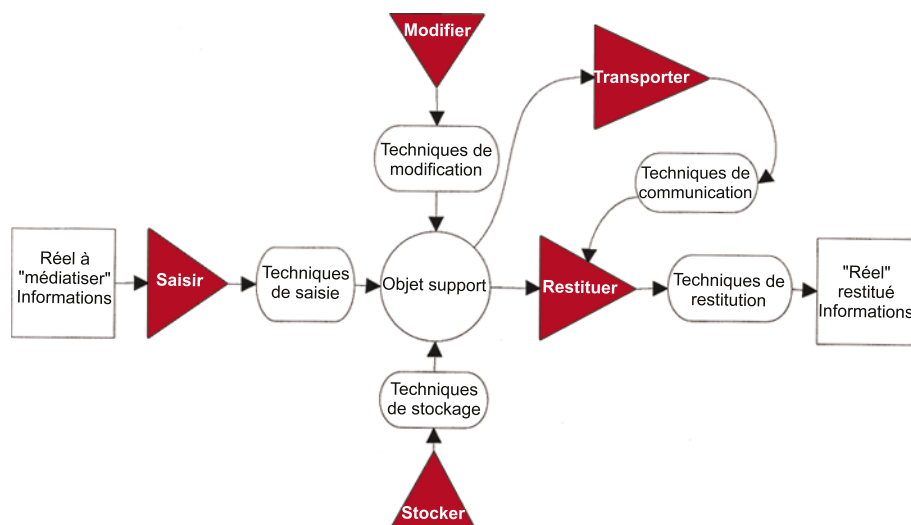 Modifier
Transporter
Techniques de
modification
Techniques de
communication
Réel à
"médiatiser"
Informations
Saisir
Techniques
de saisie
Objet support
Restituer
Techniques de
restitution
"Réel"
restitué
Informations
Techniques
de stockage
Stocker